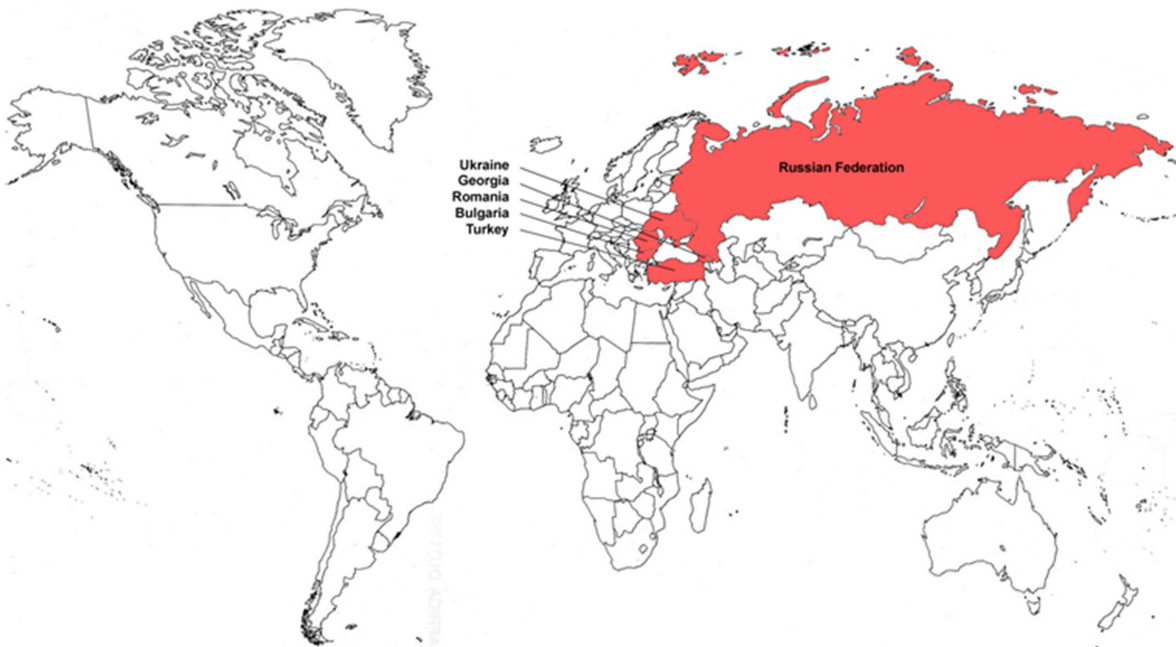 Ukraine
Georgia
Romania
Bulgaria
Turkey
Russian Federation